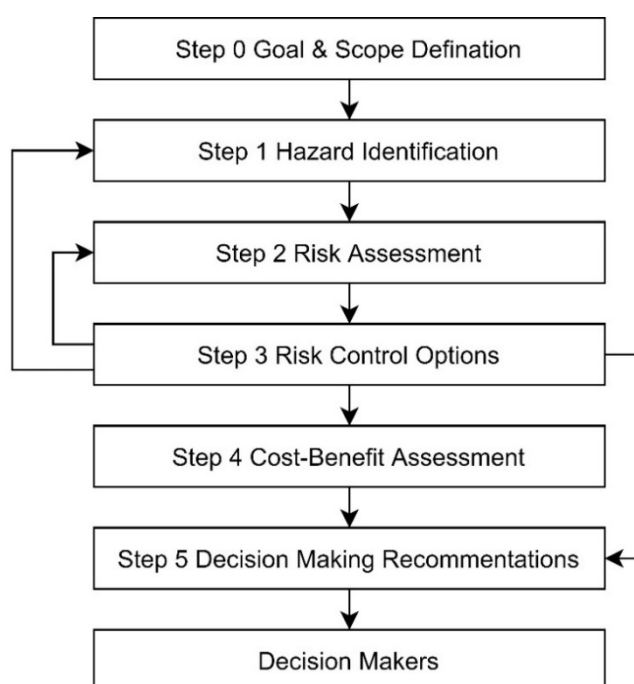 Step 0 Goal & Scope Defination
Step 1 Hazard Identification
Step 2 Risk Assessment
Step 3 Risk Control Options
Step 4 Cost-Benefit Assessment
Step 5 Decision Making Recommentations
Decision Makers